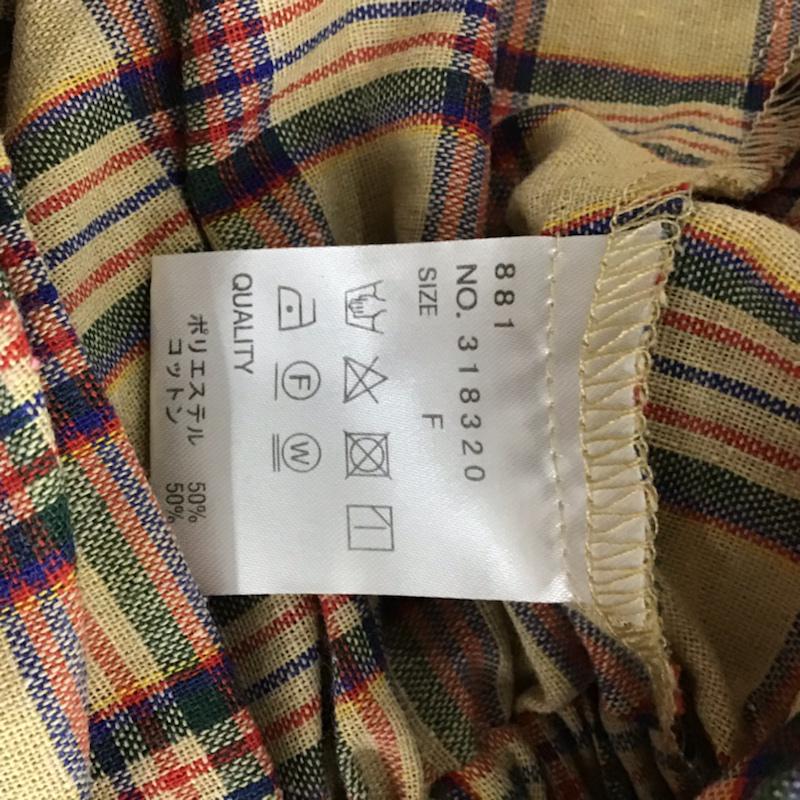 881
NO. 318320
SIZE F
F W
QUALITY
ポリエステル 50%
コットン 50%